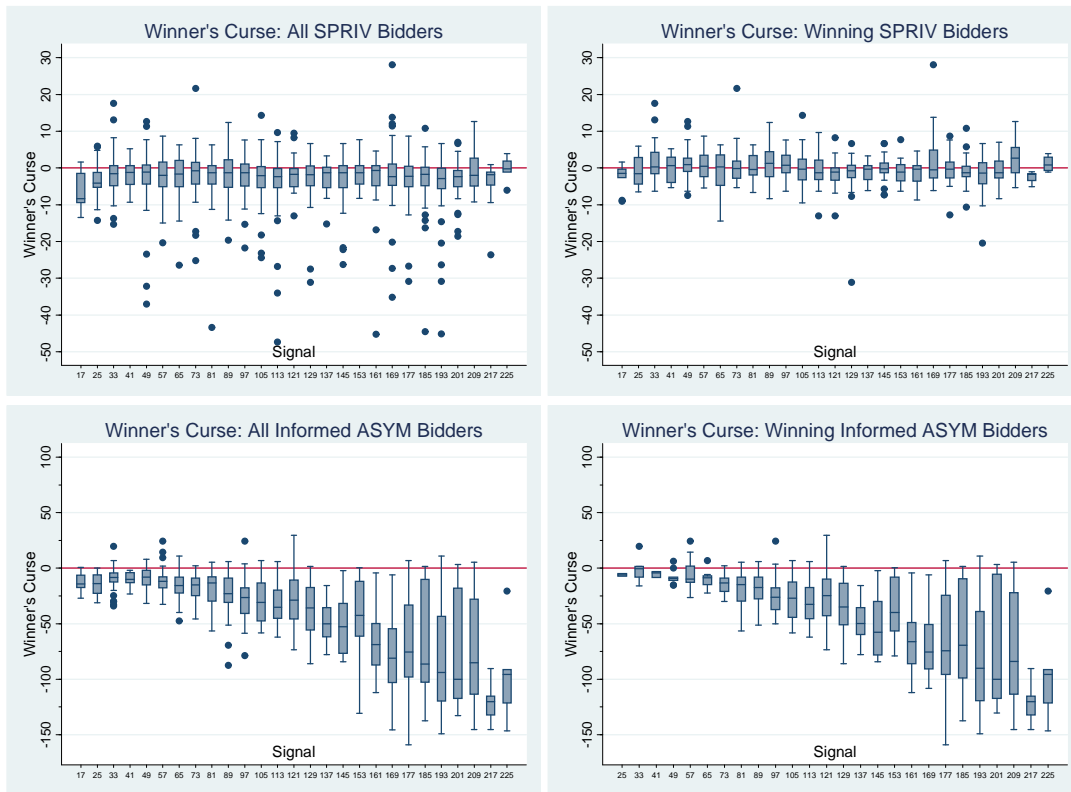 Winner's Curse: All SPRIV Bidders
Winner's Curse
30
20
10
0
-10
-20
-30
-40
-50
Signal
17 25 33 41 49 57 65 73 81 89 97 105 113 121 129 137 145 153 161 169 177 185 193 201 209 217 225
Winner's Curse: Winning SPRIV Bidders
Winner's Curse
30
20
10
0
-10
-20
-30
-40
-50
Signal
17 25 33 41 49 57 65 73 81 89 97 105 113 121 129 137 145 153 161 169 177 185 193 201 209 217 225
Winner's Curse: All Informed ASYM Bidders
Winner's Curse
100
50
0
-50
-100
-150
Signal
17 25 33 41 49 57 65 73 81 89 97 105 113 121 129 137 145 153 161 169 177 185 193 201 209 217 225
Winner's Curse: Winning Informed ASYM Bidders
Winner's Curse
100
50
0
-50
-100
-150
Signal
25 33 41 49 57 65 73 81 89 97 105 113 121 129 137 145 153 161 169 177 185 193 201 209 217 225